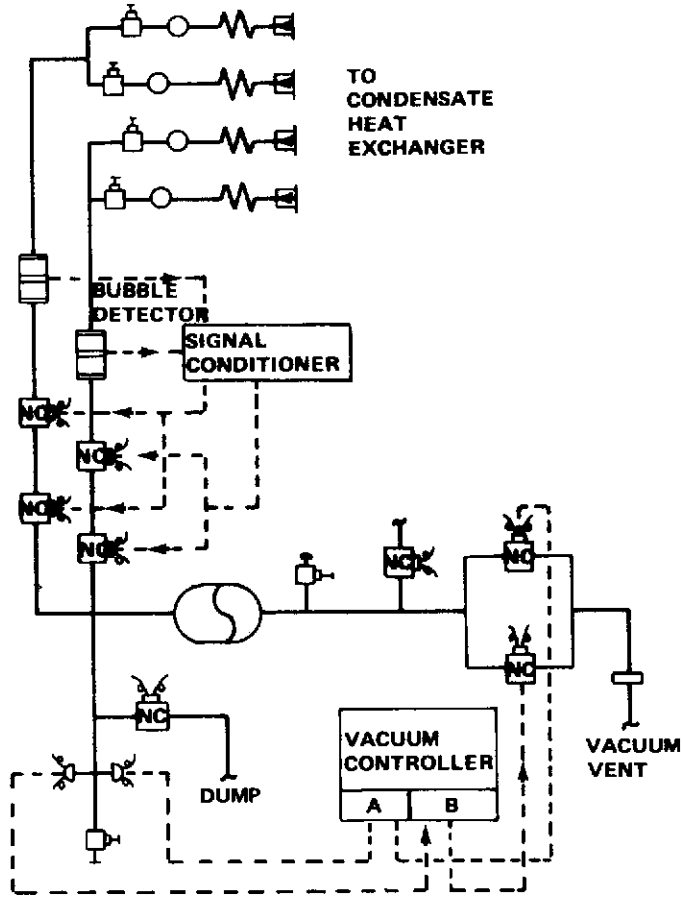 TO
CONDENSATE
HEAT
EXCHANGER
BUBBLE
DETECTOR
SIGNAL
CONDITIONER
NC
NC
NC
NC
NC
NC
NC
NC
VACUUM
CONTROLLER
A B
DUMP
VACUUM
VENT